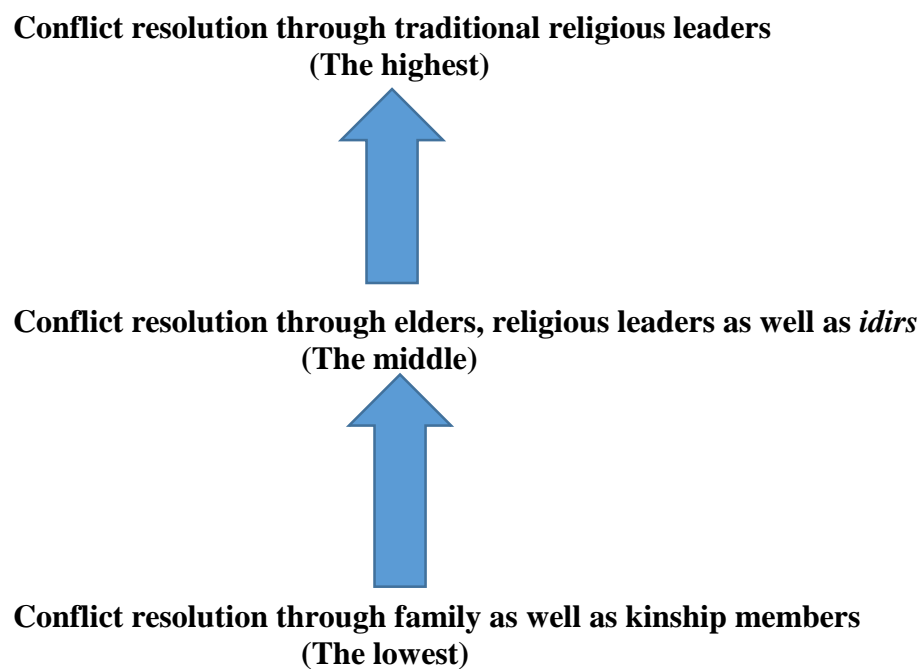 Conflict resolution through traditional religious leaders
(The highest)
Conflict resolution through elders, religious leaders as well as idirs
(The middle)
Conflict resolution through family as well as kinship members
(The lowest)